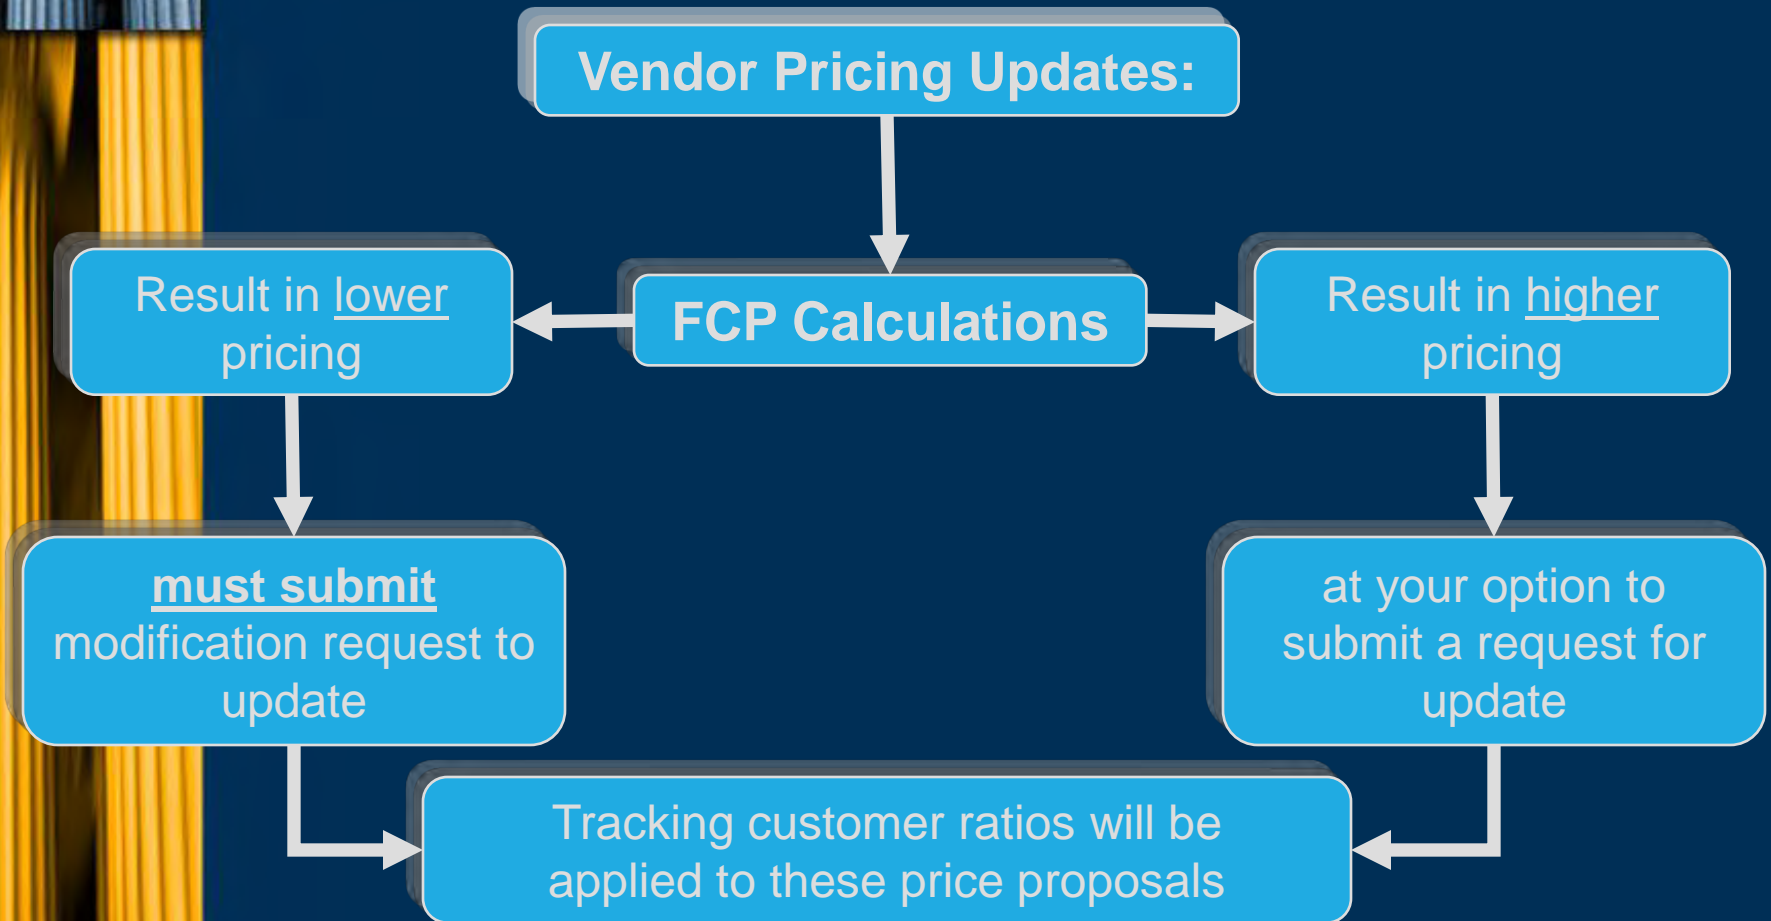 Vendor Pricing Updates:
Result in lower
pricing
FCP Calculations
Result in higher
pricing
must submit
modification request to
update
at your option to
submit a request for
update
Tracking customer ratios will be
applied to these price proposals